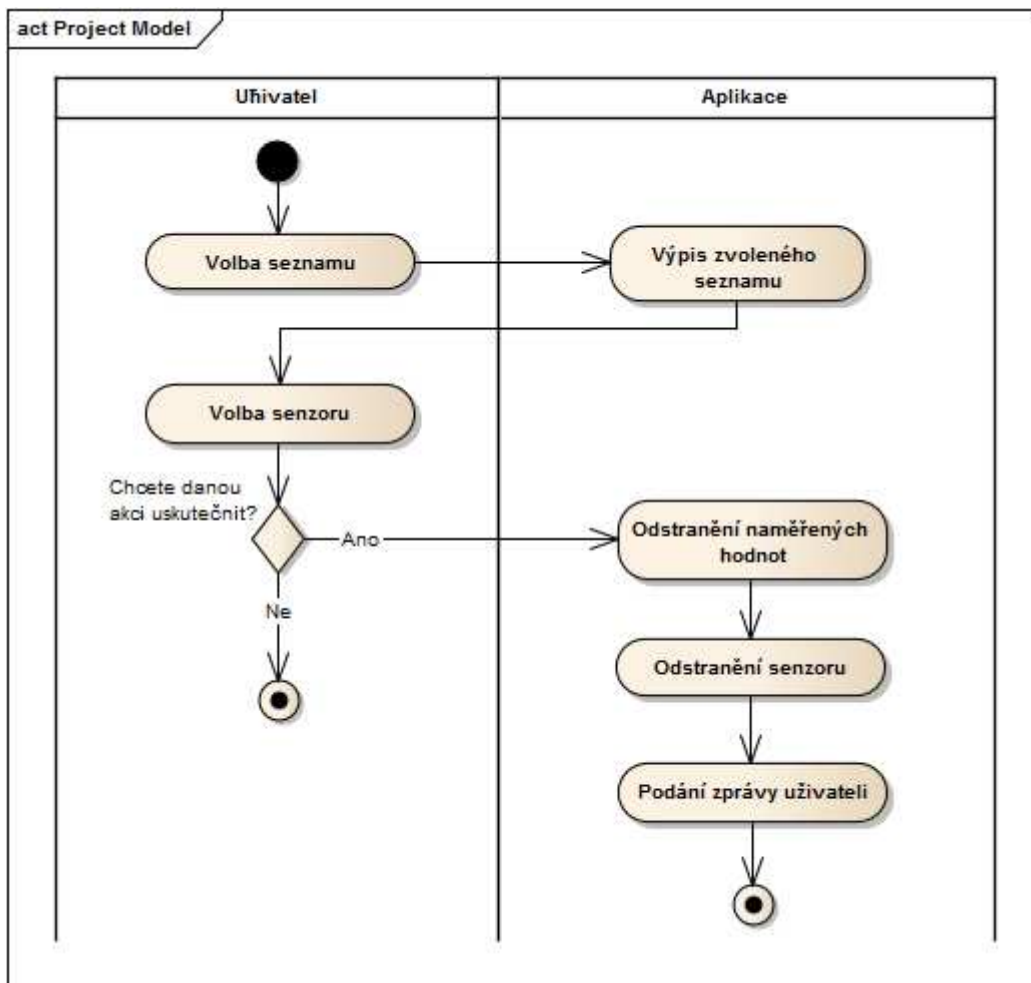 act Project Model
Uħivatel
Aplikace
Volba seznamu
Výpis zvoleného
seznamu
Volba senzoru
Chcete danou
akci uskutečnit?
Ano
Odstranění naměřených
hodnot
Ne
Odstranění senzoru
Podání zprávy uživateli